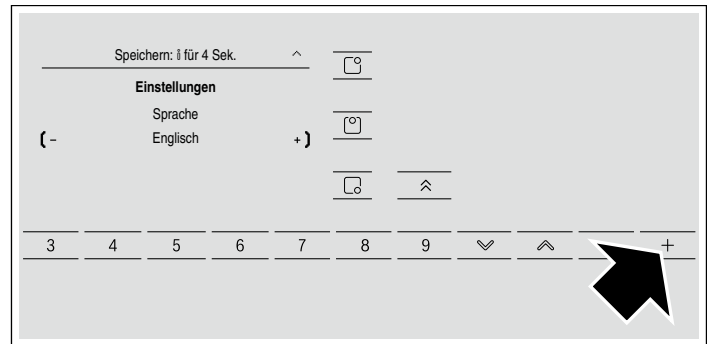 Speichern: i für 4 Sek.
Einstellungen
Sprache
- Englisch +
3 4 5 6 7 8 9 +